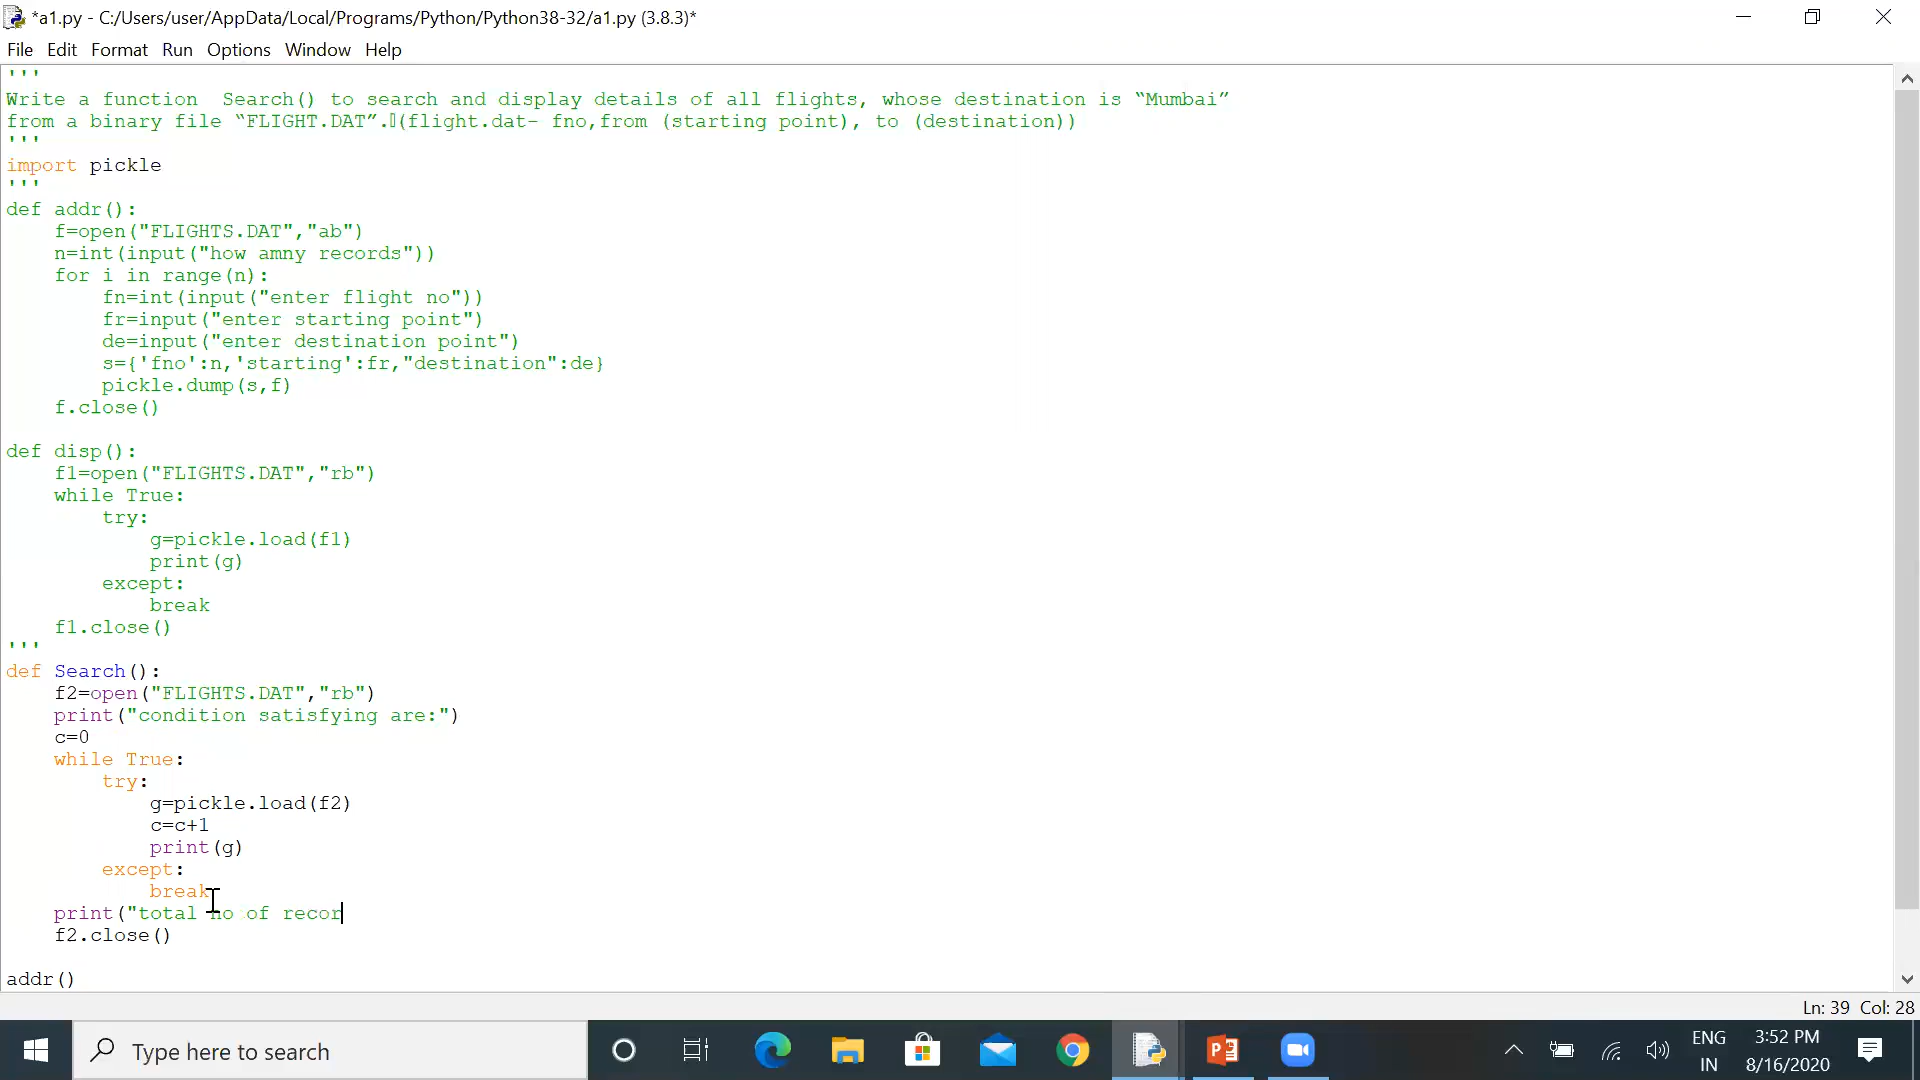 *a1.py - C:/Users/user/AppData/Local/Programs/Python/Python38-32/a1.py (3.8.3)*
File Edit Format Run Options Window Help
'''
Write a function  Search() to search and display details of all flights, whose destination is “Mumbai”
from a binary file “FLIGHT.DAT”.(flight.dat- fno,from (starting point), to (destination))
'''
import pickle
'''
def addr():
    f=open("FLIGHTS.DAT","ab")
    n=int(input("how amny records"))
    for i in range(n):
        fn=int(input("enter flight no"))
        fr=input("enter starting point")
        de=input("enter destination point")
        s={'fno':n,'starting':fr,"destination":de}
        pickle.dump(s,f)
    f.close()
def disp():
    f1=open("FLIGHTS.DAT","rb")
    while True:
        try:
            g=pickle.load(f1)
            print(g)
        except:
            break
    f1.close()
'''
def Search():
    f2=open("FLIGHTS.DAT","rb")
    print("condition satisfying are:")
    c=0
    while True:
        try:
            g=pickle.load(f2)
            c=c+1
            print(g)
        except:
            break
    print("total no of recor
    f2.close()
addr()
Ln: 39 Col: 28
Type here to search
ENG
IN
3:52 PM
8/16/2020